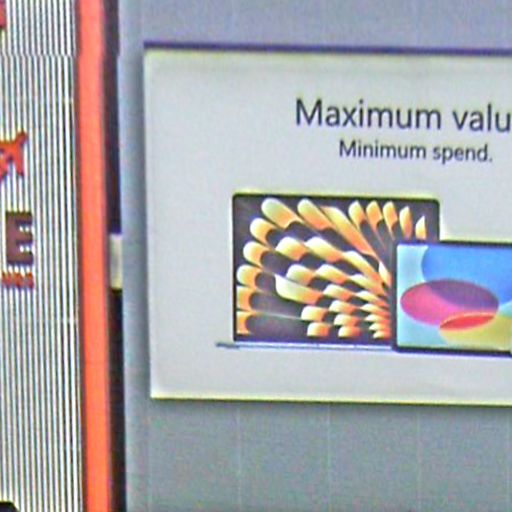 Maximum valu
Minimum spend.
E